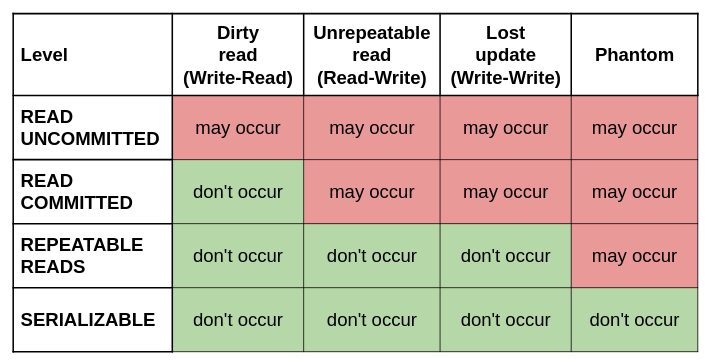 Level
Dirty
read
(Write-Read)
Unrepeatable
read
(Read-Write)
Lost
update
(Write-Write)
Phantom
READ
UNCOMMITTED
may occur
may occur
may occur
may occur
READ
COMMITTED
don't occur
may occur
may occur
may occur
REPEATABLE
READS
don't occur
don't occur
don't occur
may occur
SERIALIZABLE
don't occur
don't occur
don't occur
don't occur